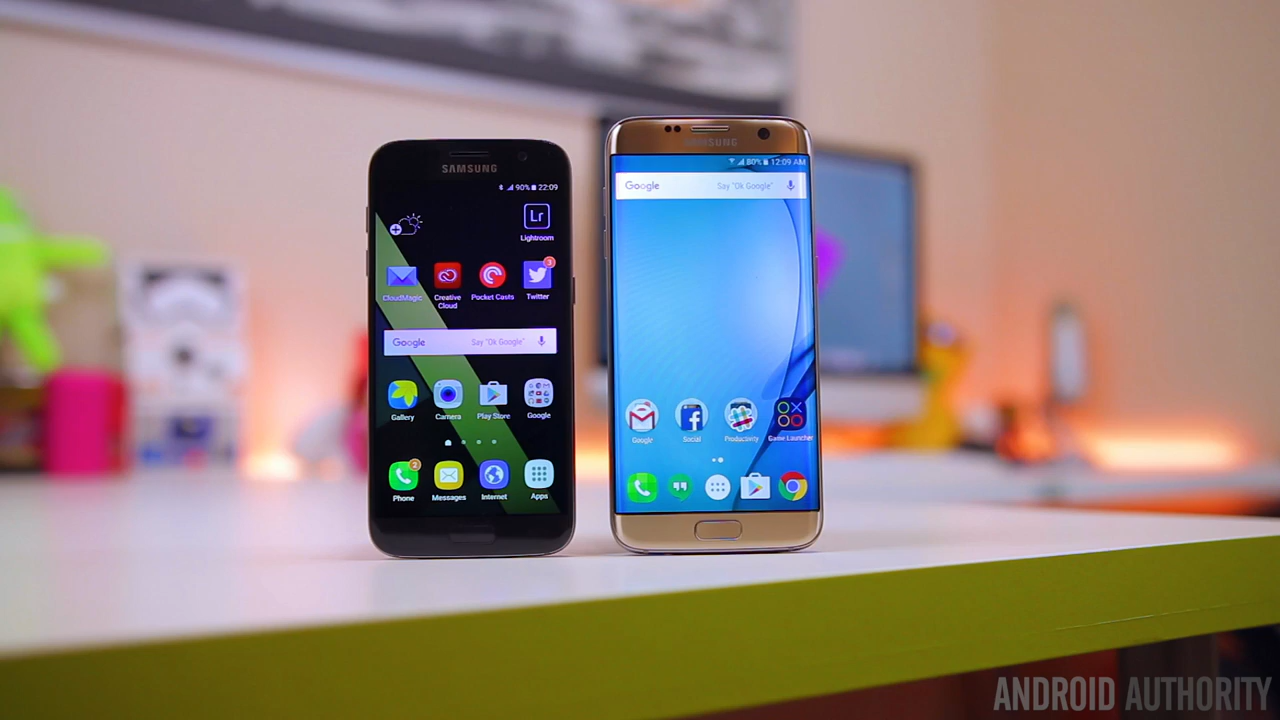 SAMSUNG
90% 22:09
Lr
Lightroom
3
CloudMagic
Creative
Cloud
Pocket Casts
Twitter
Google
Say "Ok Google"
Gallery
Camera
Play Store
Google
2
Phone
Messages
Internet
Apps
SAMSUNG
80% 12:09 AM
Google
Say "Ok Google"
Google
Social
Productivity
Game Launcher
ANDROID AUTHORITY